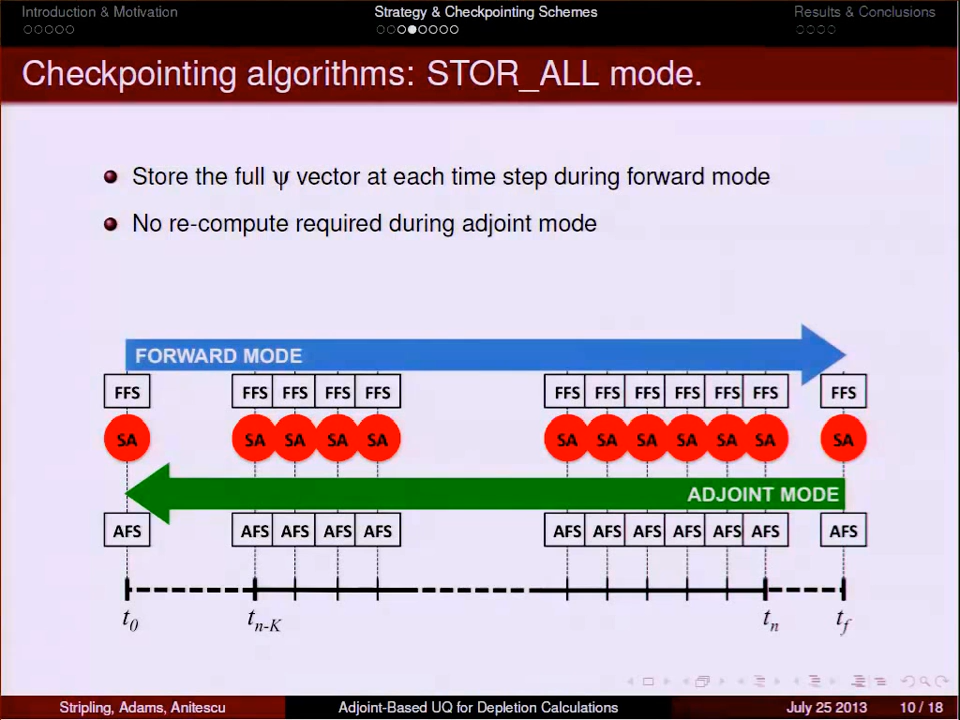 Introduction & Motivation Strategy & Checkpointing Schemes Results & Conclusions
Checkpointing algorithms: STOR_ALL mode.
Store the full ψ vector at each time step during forward mode
No re-compute required during adjoint mode
FORWARD MODE
FFS FFS FFS FFS FFS FFS FFS FFS FFS FFS FFS FFS
SA SA SA SA SA SA SA SA SA SA SA SA
ADJOINT MODE
AFS AFS AFS AFS AFS AFS AFS AFS AFS AFS AFS AFS
t0 tn-K tn tf
Stripling, Adams, Anitescu Adjoint-Based UQ for Depletion Calculations July 25 2013 10 / 18